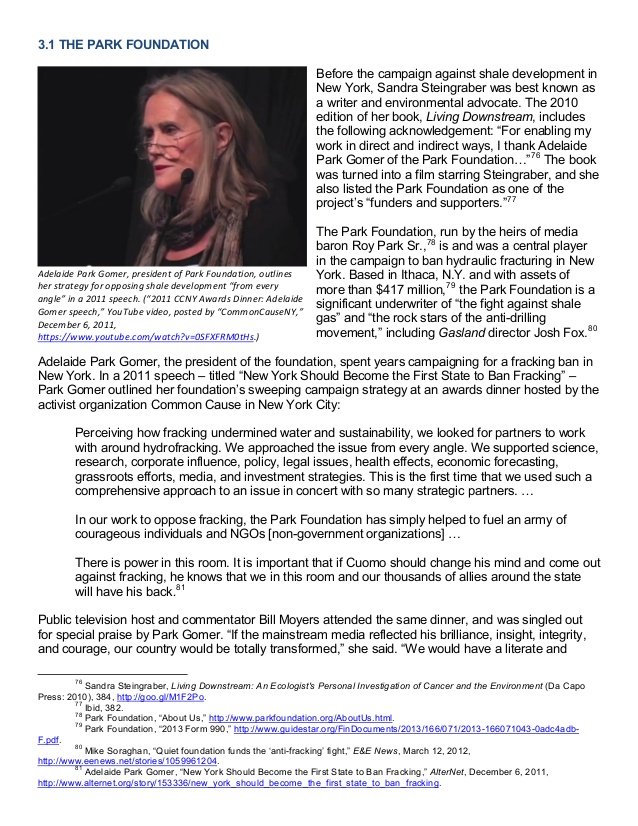 3.1 THE PARK FOUNDATION
Before the campaign against shale development in
New York, Sandra Steingraber was best known as
a writer and environmental advocate. The 2010
edition of her book, Living Downstream, includes
the following acknowledgement: “For enabling my
work in direct and indirect ways, I thank Adelaide
Park Gomer of the Park Foundation…”76 The book
was turned into a film starring Steingraber, and she
also listed the Park Foundation as one of the
project’s “funders and supporters.”77
The Park Foundation, run by the heirs of media
baron Roy Park Sr.,78 is and was a central player
in the campaign to ban hydraulic fracturing in New
York. Based in Ithaca, N.Y. and with assets of
more than $417 million,79 the Park Foundation is a
significant underwriter of “the fight against shale
gas” and “the rock stars of the anti-drilling
movement,” including Gasland director Josh Fox.80
Adelaide Park Gomer, president of Park Foundation, outlines
her strategy for opposing shale development “from every
angle” in a 2011 speech. (“2011 CCNY Awards Dinner: Adelaide
Gomer speech,” YouTube video, posted by “CommonCauseNY,”
December 6, 2011,
https://www.youtube.com/watch?v=0SFXFRM0tHs.)
Adelaide Park Gomer, the president of the foundation, spent years campaigning for a fracking ban in
New York. In a 2011 speech – titled “New York Should Become the First State to Ban Fracking” –
Park Gomer outlined her foundation’s sweeping campaign strategy at an awards dinner hosted by the
activist organization Common Cause in New York City:
Perceiving how fracking undermined water and sustainability, we looked for partners to work
with around hydrofracking. We approached the issue from every angle. We supported science,
research, corporate influence, policy, legal issues, health effects, economic forecasting,
grassroots efforts, media, and investment strategies. This is the first time that we used such a
comprehensive approach to an issue in concert with so many strategic partners. …
In our work to oppose fracking, the Park Foundation has simply helped to fuel an army of
courageous individuals and NGOs [non-government organizations] …
There is power in this room. It is important that if Cuomo should change his mind and come out
against fracking, he knows that we in this room and our thousands of allies around the state
will have his back.81
Public television host and commentator Bill Moyers attended the same dinner, and was singled out
for special praise by Park Gomer. “If the mainstream media reflected his brilliance, insight, integrity,
and courage, our country would be totally transformed,” she said. “We would have a literate and
76 Sandra Steingraber, Living Downstream: An Ecologist's Personal Investigation of Cancer and the Environment (Da Capo
Press: 2010), 384, http://goo.gl/M1F2Po.
77 Ibid, 382.
78 Park Foundation, “About Us,” http://www.parkfoundation.org/AboutUs.html.
79 Park Foundation, “2013 Form 990,” http://www.guidestar.org/FinDocuments/2013/166/071/2013-166071043-0adc4adb-
F.pdf.
80 Mike Soraghan, “Quiet foundation funds the ‘anti-fracking’ fight,” E&E News, March 12, 2012,
http://www.eenews.net/stories/1059961204.
81 Adelaide Park Gomer, “New York Should Become the First State to Ban Fracking,” AlterNet, December 6, 2011,
http://www.alternet.org/story/153336/new_york_should_become_the_first_state_to_ban_fracking.